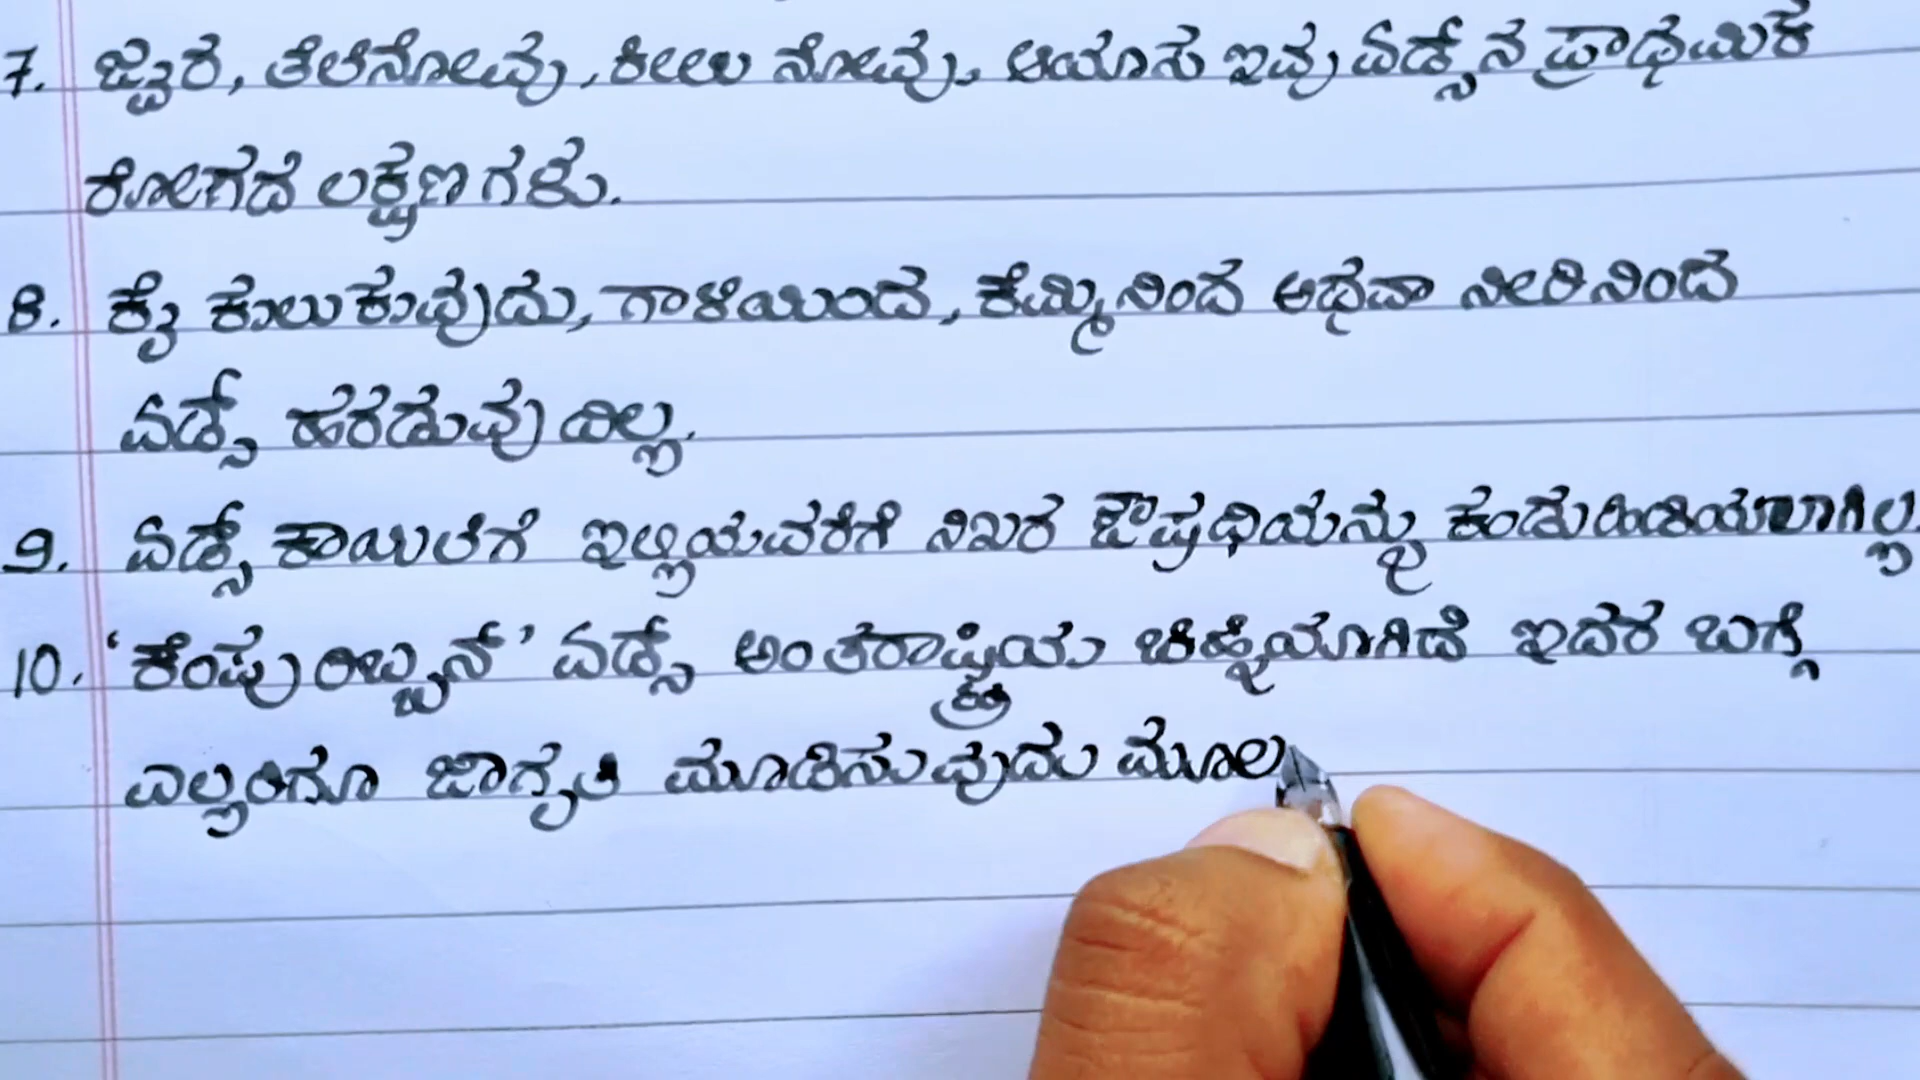 7. ಜ್ವರ, ತಲೆನೋವು, ಕೀಲು ನೋವು, ಆಯಾಸ ಇವು ಏಡ್ಸ್‌ನ ಪ್ರಾಥಮಿಕ
ರೋಗದ ಲಕ್ಷಣಗಳು.
8. ಕೈ ಕುಲುಕುವುದು, ಗಾಳಿಯಿಂದ, ಕೆಮ್ಮಿನಿಂದ ಅಥವಾ ನೀರಿನಿಂದ
ಏಡ್ಸ್ ಹರಡುವುದಿಲ್ಲ.
9. ಏಡ್ಸ್ ಕಾಯಿಲೆಗೆ ಇಲ್ಲಿಯವರೆಗೆ ನಿಖರ ಔಷಧಿಯನ್ನು ಕಂಡುಹಿಡಿಯಲಾಗಿಲ್ಲ.
10. ‘ಕೆಂಪು ರಿಬ್ಬನ್’ ಏಡ್ಸ್ ಅಂತರಾಷ್ಟ್ರಿಯ ಚಿಹ್ನೆಯಾಗಿದೆ ಇದರ ಬಗ್ಗೆ
ಎಲ್ಲರಿಗೂ ಜಾಗೃತಿ ಮೂಡಿಸುವುದು ಮೂಲ